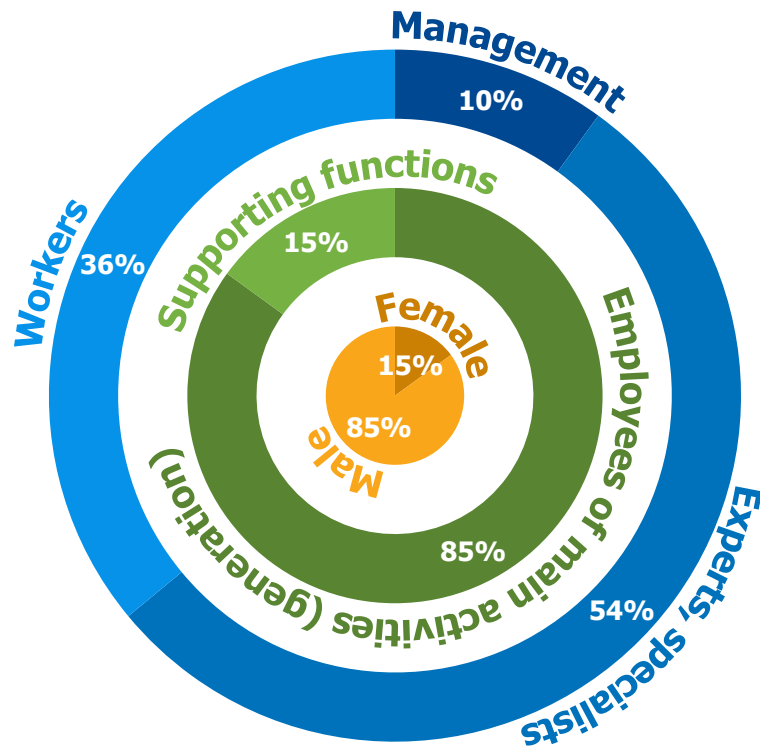 Management
10%
Workers
36%
Experts, specialists
54%
Supporting functions
15%
Employees of main activities (generation)
85%
Female
15%
Male
85%